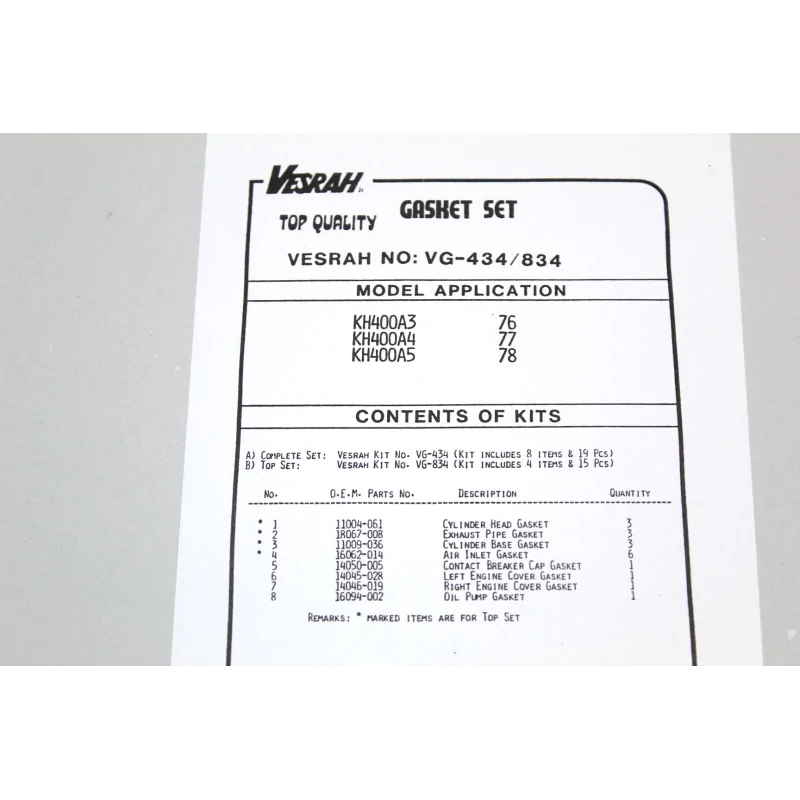 VESRAH
TOP QUALITY GASKET SET
VESRAH NO: VG-434/834
MODEL APPLICATION
KH400A3 76
KH400A4 77
KH400A5 78
CONTENTS OF KITS
A) COMPLETE SET: VESRAH KIT NO. VG-434 (KIT INCLUDES 8 ITEMS & 19 PCS)
B) TOP SET: VESRAH KIT NO. VG-834 (KIT INCLUDES 4 ITEMS & 15 PCS)
NO. O.E.M. PARTS NO. DESCRIPTION QUANTITY
* 1 11004-061 CYLINDER HEAD GASKET 3
* 2 18067-008 EXHAUST PIPE GASKET 3
* 3 11009-036 CYLINDER BASE GASKET 3
* 4 16062-014 AIR INLET GASKET 6
5 14050-005 CONTACT BREAKER CAP GASKET 1
6 14045-028 LEFT ENGINE COVER GASKET 1
7 14046-019 RIGHT ENGINE COVER GASKET 1
8 16094-002 OIL PUMP GASKET 1
REMARKS: * MARKED ITEMS ARE FOR TOP SET